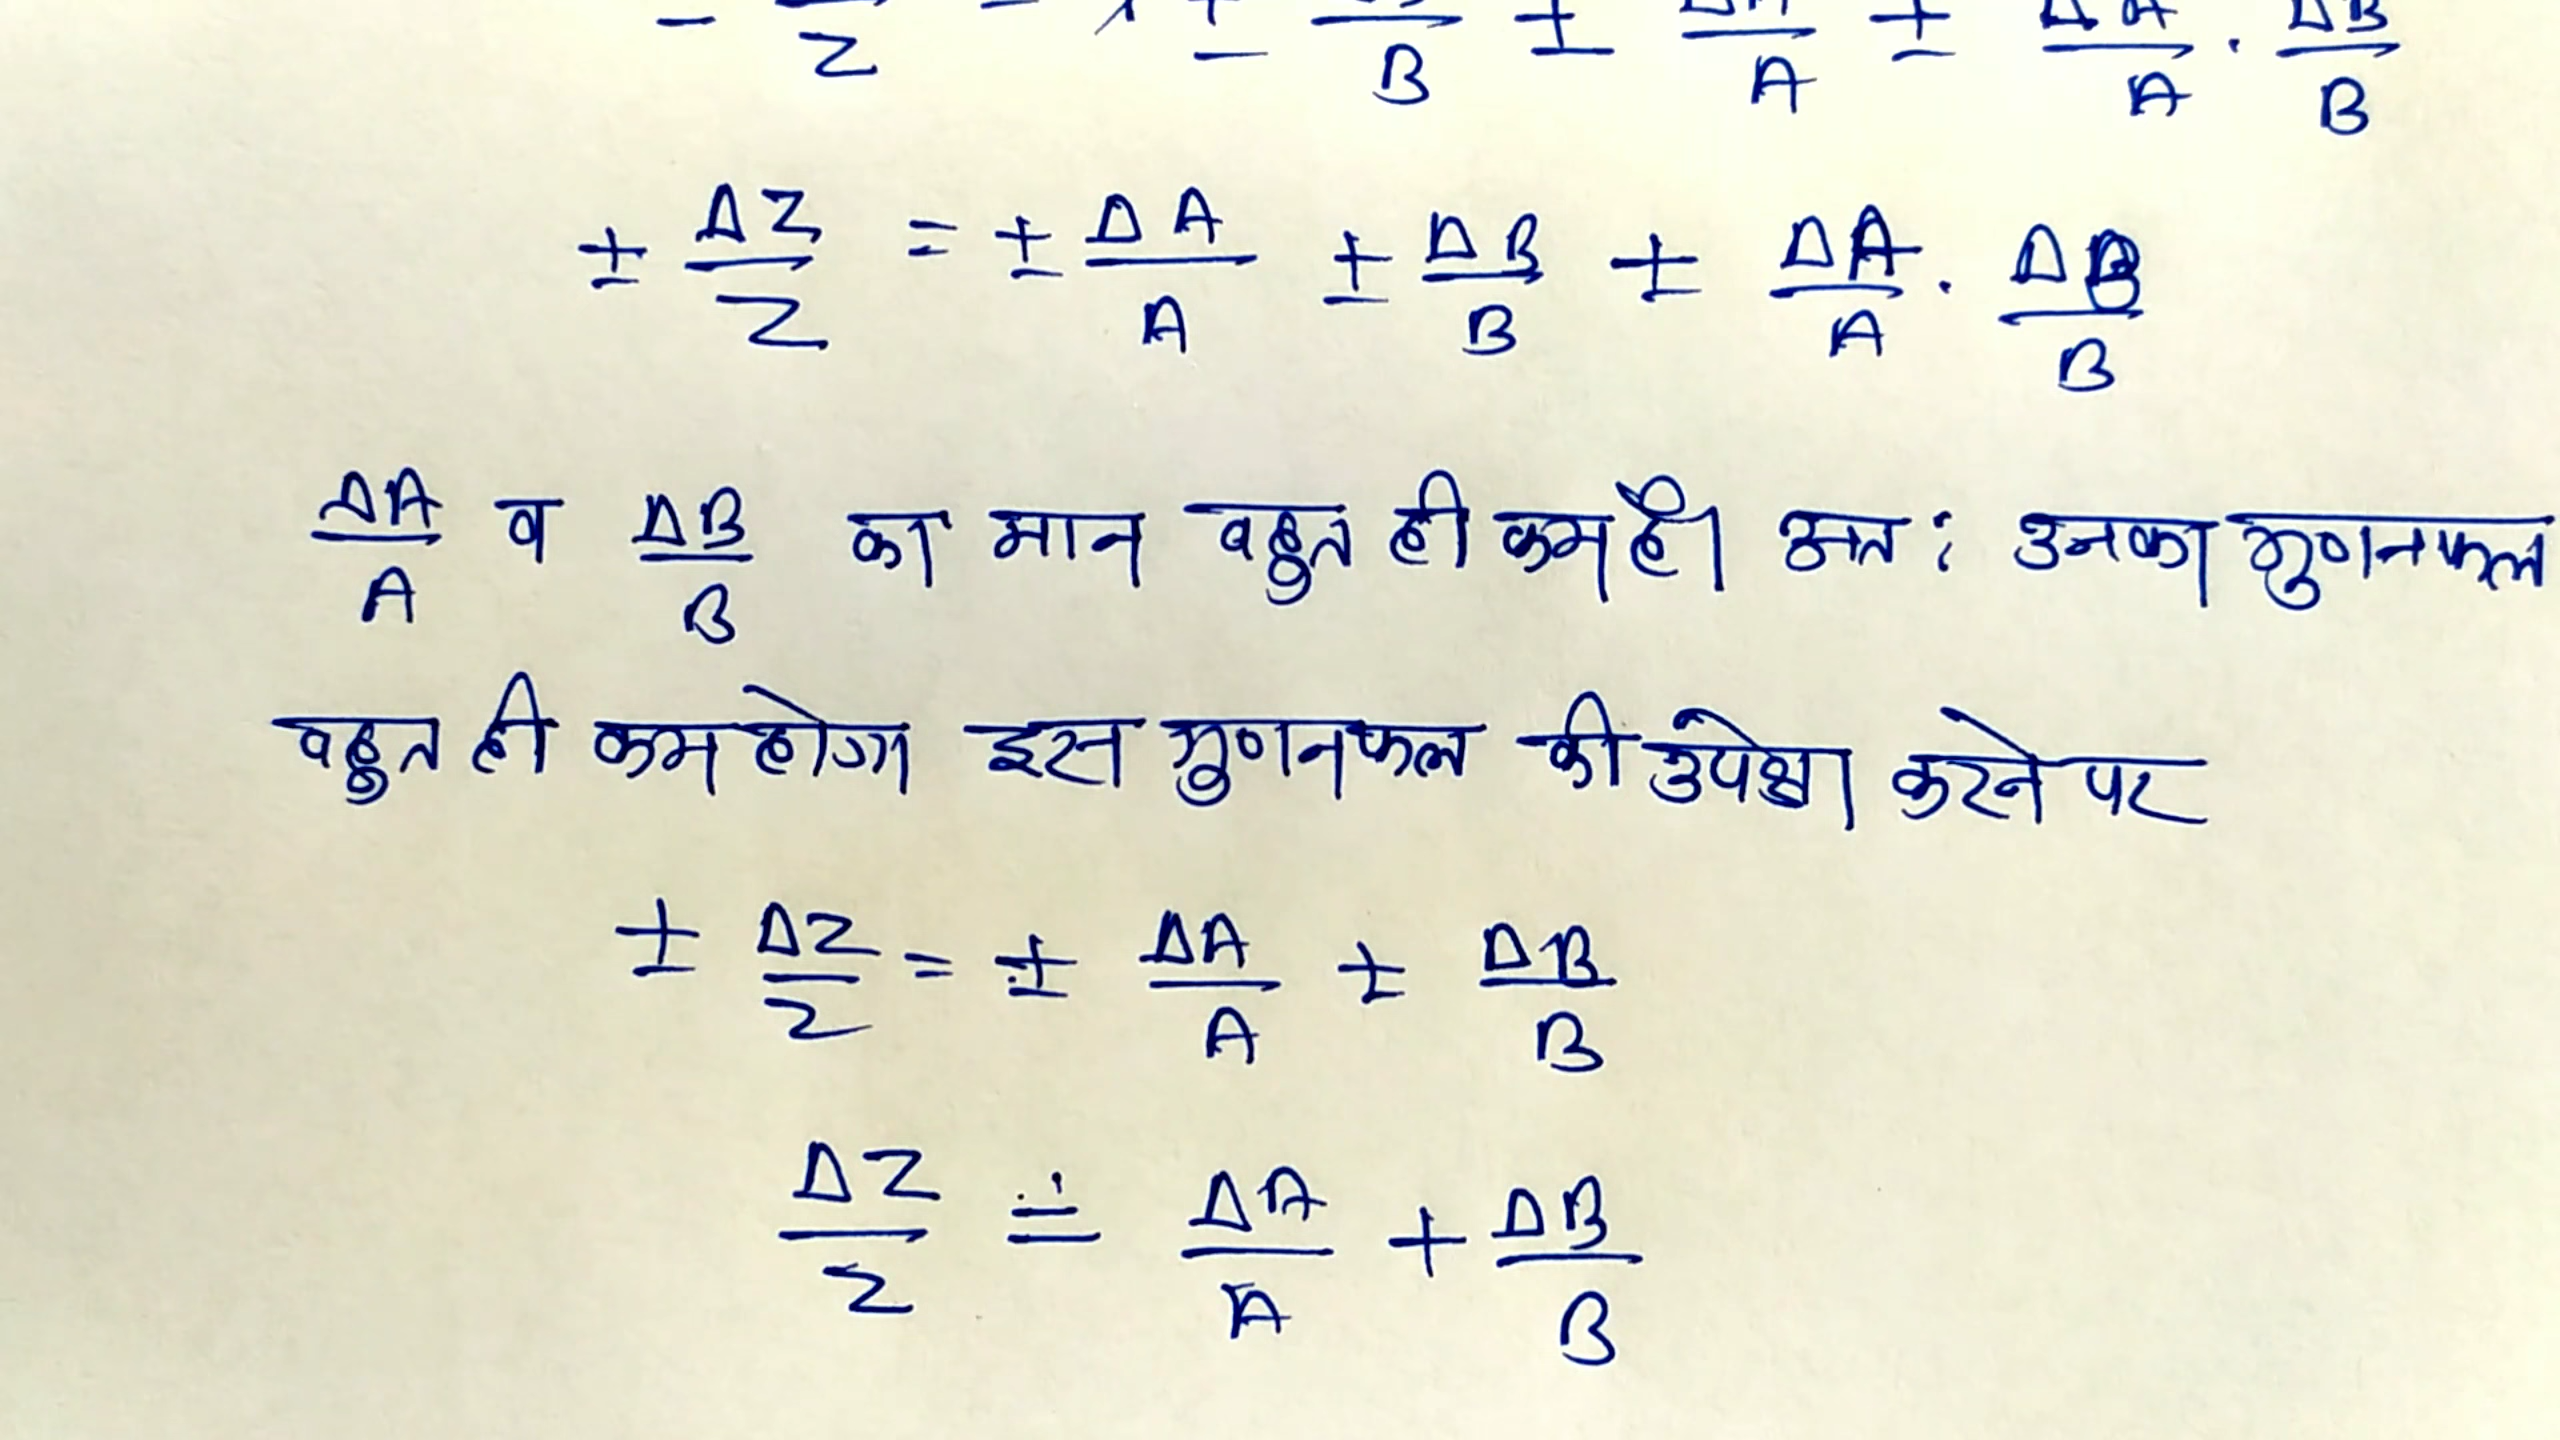 ± ΔZ/Z = ± ΔA/A ± ΔB/B ± ΔA/A · ΔB/B
ΔA/A व ΔB/B का मान बहुत ही कम है। अतः उनका गुणनफल
बहुत ही कम होगा इस गुणनफल की उपेक्षा करने पर
± ΔZ/Z = ± ΔA/A ± ΔB/B
ΔZ/Z = ΔA/A + ΔB/B